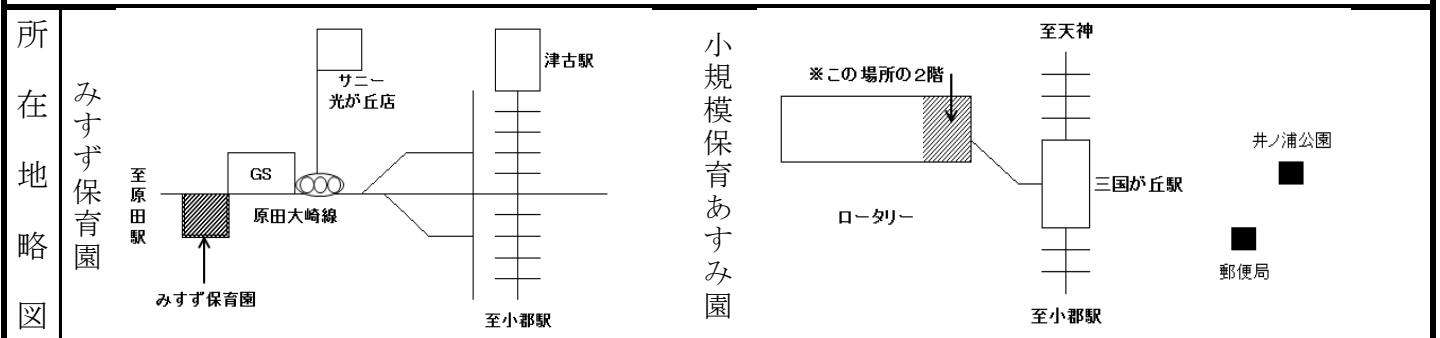 所在地略図
みすず保育園
サニー
光が丘店
津古駅
GS
至原田駅
原田大崎線
みすず保育園
至小郡駅
小規模保育あすみ園
至天神
※この場所の2階
井ノ浦公園
三国が丘駅
ロータリー
郵便局
至小郡駅